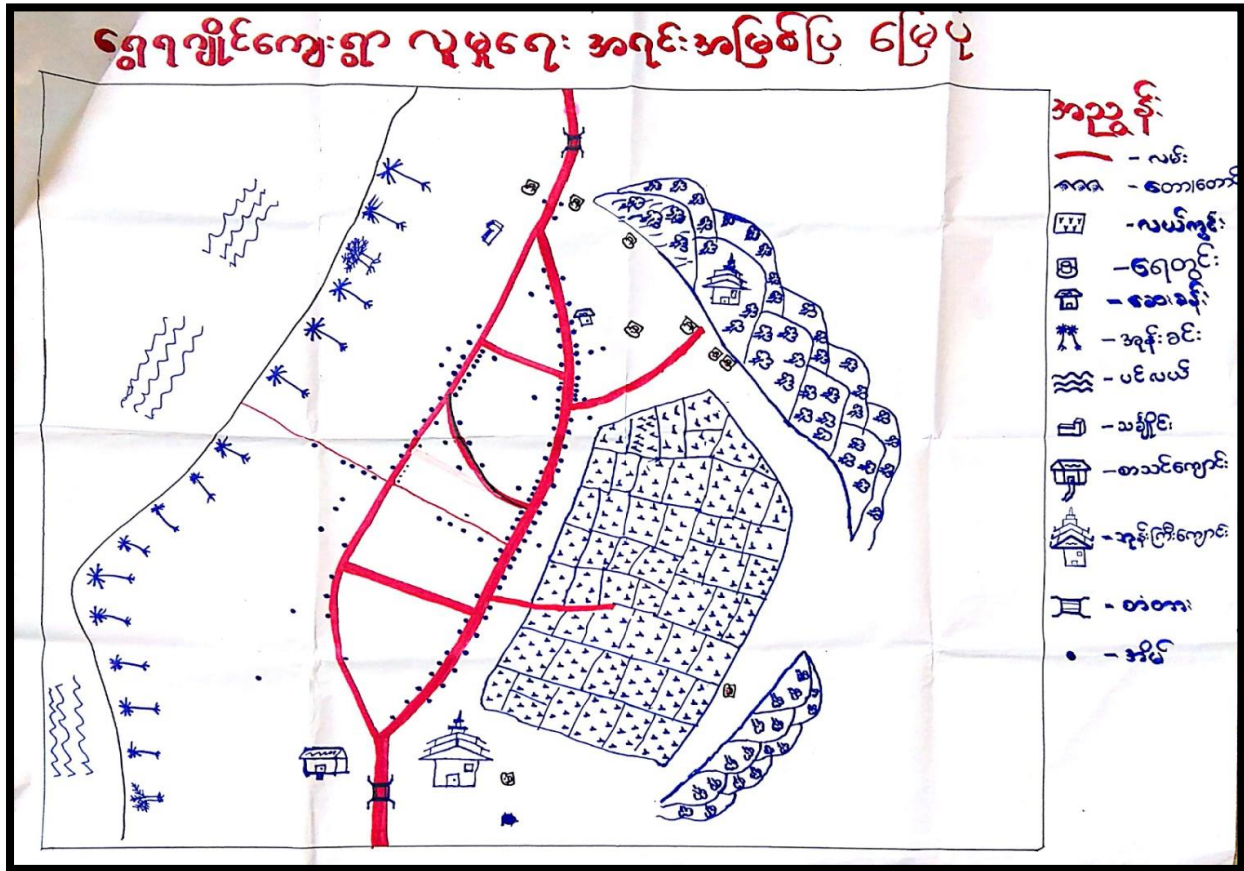 ရွှေရချိုင်ကျေးရွာ လူမှုရေး အရင်းအမြစ်ပြ မြေပုံ
အညွှန်း
- လမ်း
- တောတောင်
- လယ်ကွင်း
- ရေတွင်း
- ဆေးခန်း
- အုန်းခင်း
- ပင်လယ်
- သင်္ချိုင်း
- စာသင်ကျောင်း
- ဘုန်းကြီးကျောင်း
- တံတား
- အိမ်